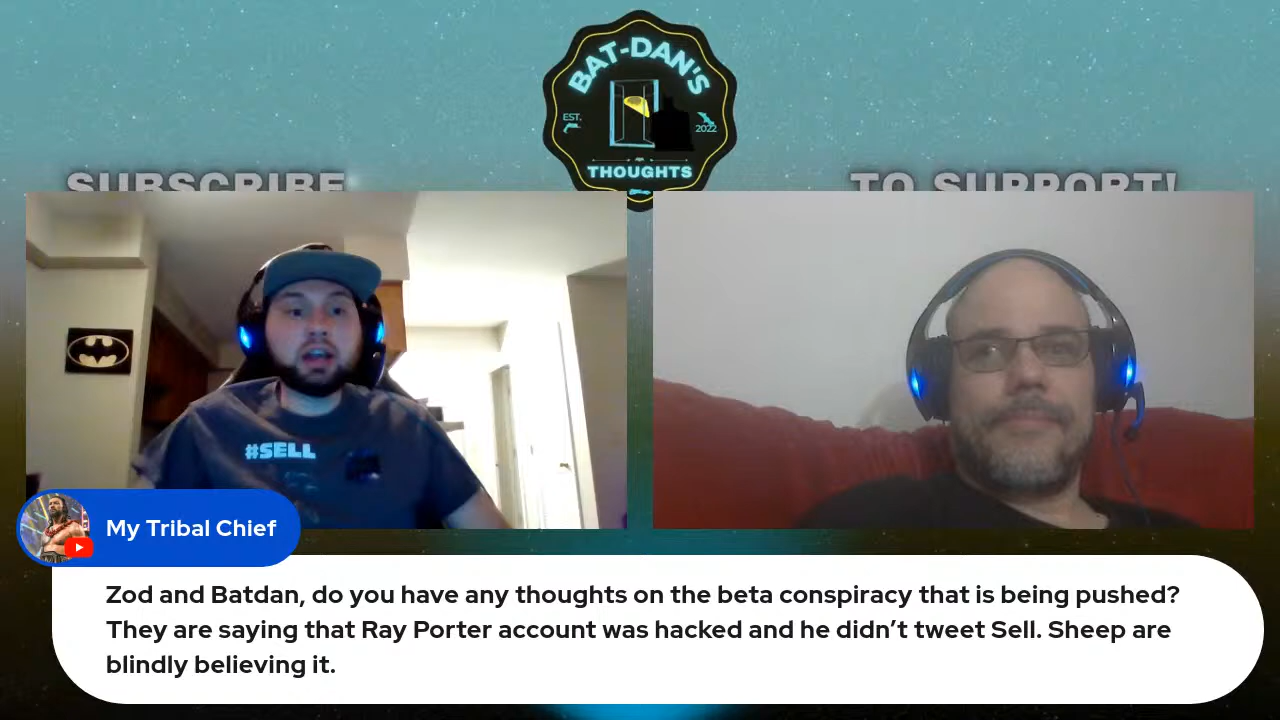 BAT-DAN'S
EST.
2022
THOUGHTS
SUBSCRIBE
TO SUPPORT!
#SELL
My Tribal Chief
Zod and Batdan, do you have any thoughts on the beta conspiracy that is being pushed?
They are saying that Ray Porter account was hacked and he didn’t tweet Sell. Sheep are
blindly believing it.